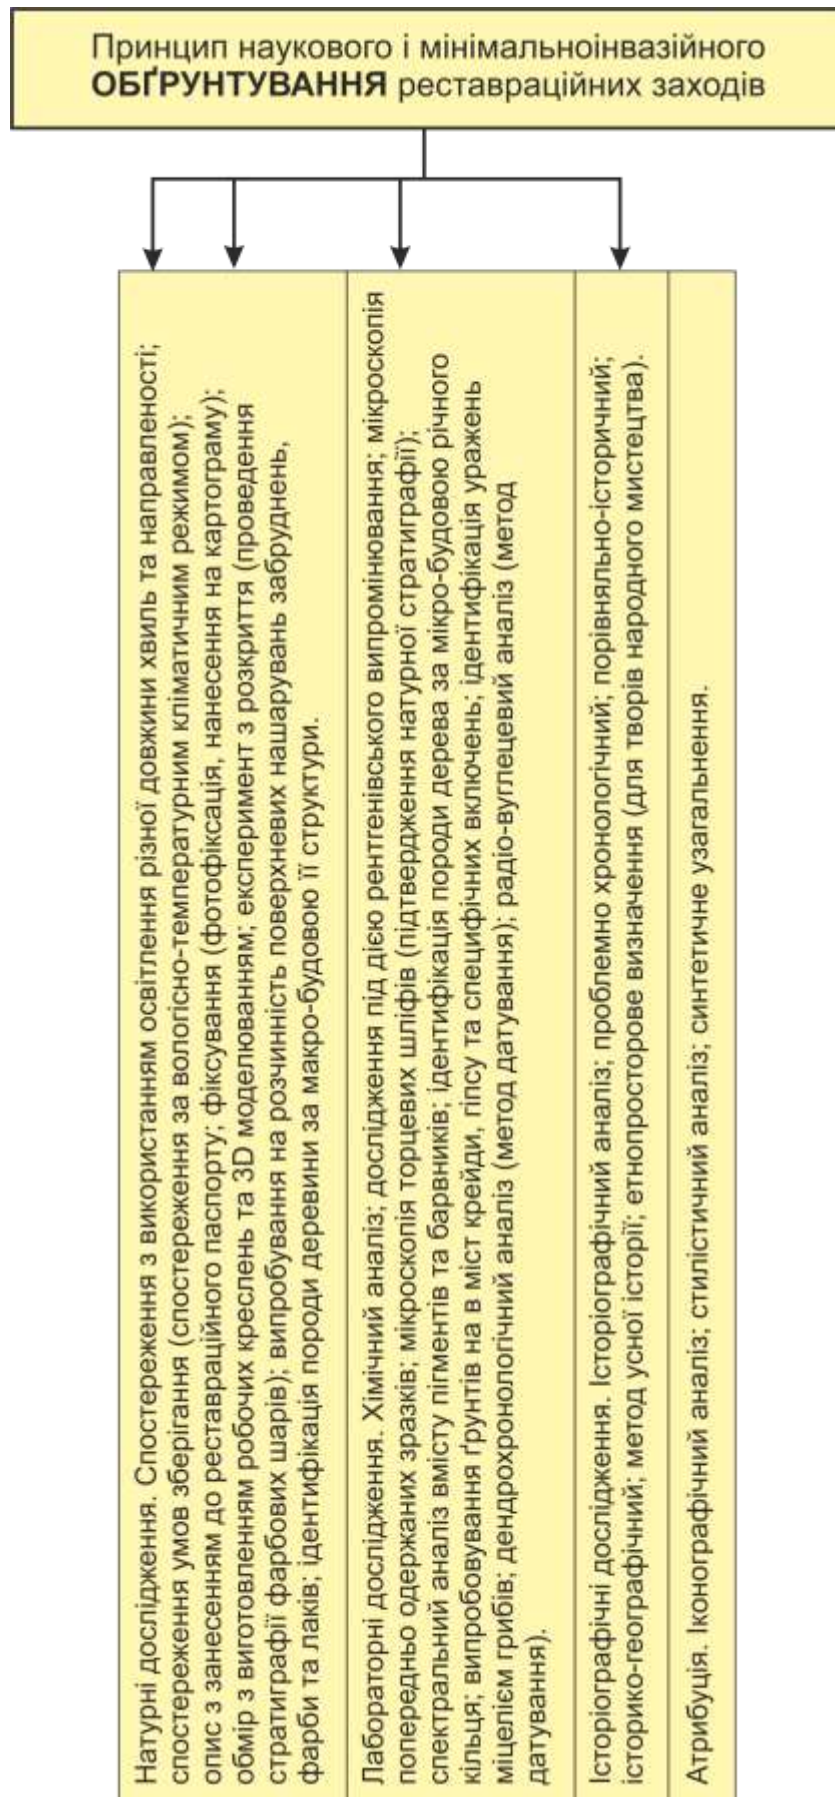 Принцип наукового і мінімальноінвазійного
ОБҐРУНТУВАННЯ реставраційних заходів
Натурні дослідження. Спостереження з використанням освітлення різної довжини хвиль та направленості;
спостереження умов зберігання (спостереження за вологісно-температурним кліматичним режимом);
опис з занесенням до реставраційного паспорту; фіксування (фотофіксація, нанесення на картограму);
обмір з виготовленням робочих креслень та 3D моделюванням; експеримент з розкриття (проведення
стратиграфії фарбових шарів); випробування на розчинність поверхневих нашарувань забруднень,
фарби та лаків; ідентифікація породи деревини за макро-будовою її структури.
Лабораторні дослідження. Хімічний аналіз; дослідження під дією рентгенівського випромінювання; мікроскопія
попередньо одержаних зразків; мікроскопія торцевих шліфів (підтвердження натурної стратиграфії);
спектральний аналіз вмісту пігментів та барвників; ідентифікація породи дерева за мікро-будовою річного
кільця; випробовування ґрунтів на в міст крейди, гіпсу та специфічних включень; ідентифікація уражень
міцелієм грибів; дендрохронологічний аналіз (метод датування); радіо-вуглецевий аналіз (метод
датування).
Історіографічні дослідження. Історіографічний аналіз; проблемно хронологічний; порівняльно-історичний;
історико-географічний; метод усної історії; етнопросторове визначення (для творів народного мистецтва).
Атрибуція. Іконографічний аналіз; стилістичний аналіз; синтетичне узагальнення.